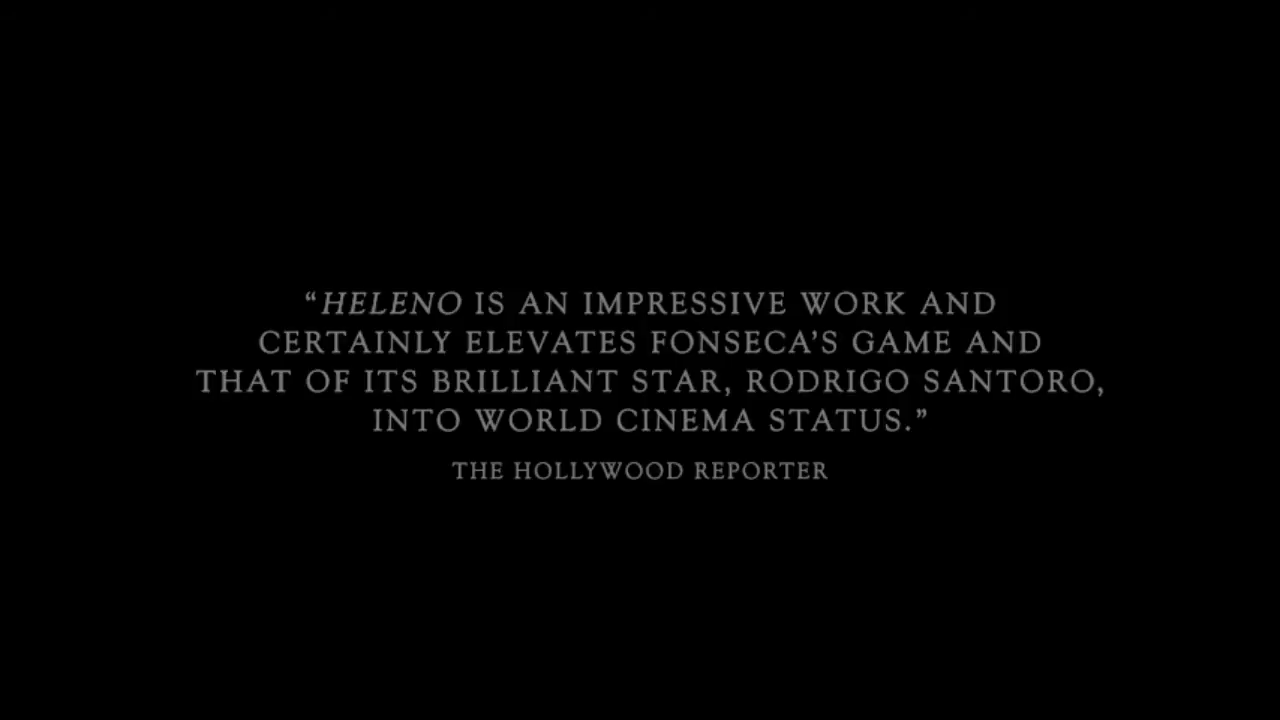 “HELENO IS AN IMPRESSIVE WORK AND
CERTAINLY ELEVATES FONSECA’S GAME AND
THAT OF ITS BRILLIANT STAR, RODRIGO SANTORO,
INTO WORLD CINEMA STATUS.”
THE HOLLYWOOD REPORTER